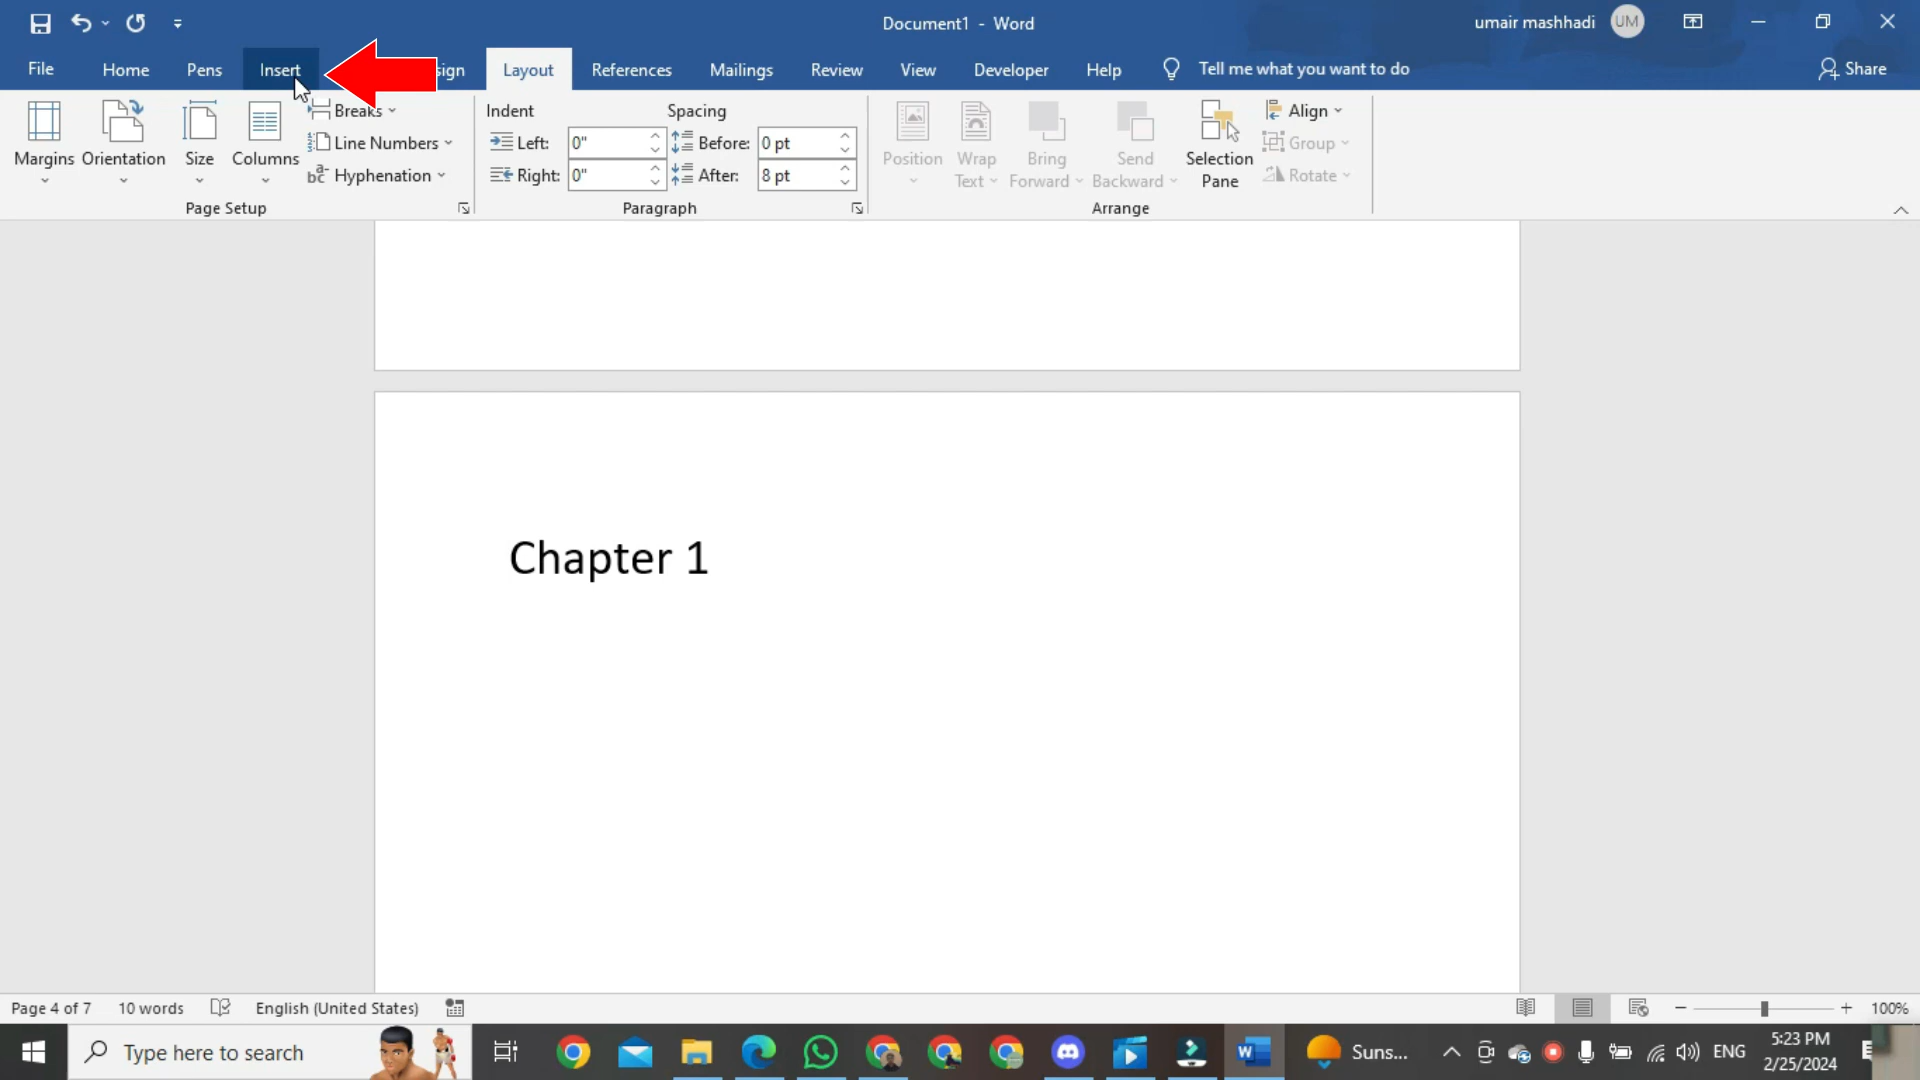 Document1 - Word
umair mashhadi UM
File Home Pens Insert Layout References Mailings Review View Developer Help Tell me what you want to do Share
Breaks Indent Spacing Align
Line Numbers Left: 0" Before: 0 pt Group
Margins Orientation Size Columns Position Wrap Text Bring Forward Send Backward Selection Pane
Hyphenation Right: 0" After: 8 pt Rotate
Page Setup Paragraph Arrange
Chapter 1
Page 4 of 7 10 words English (United States) 100%
Type here to search Suns... ENG 5:23 PM
2/25/2024